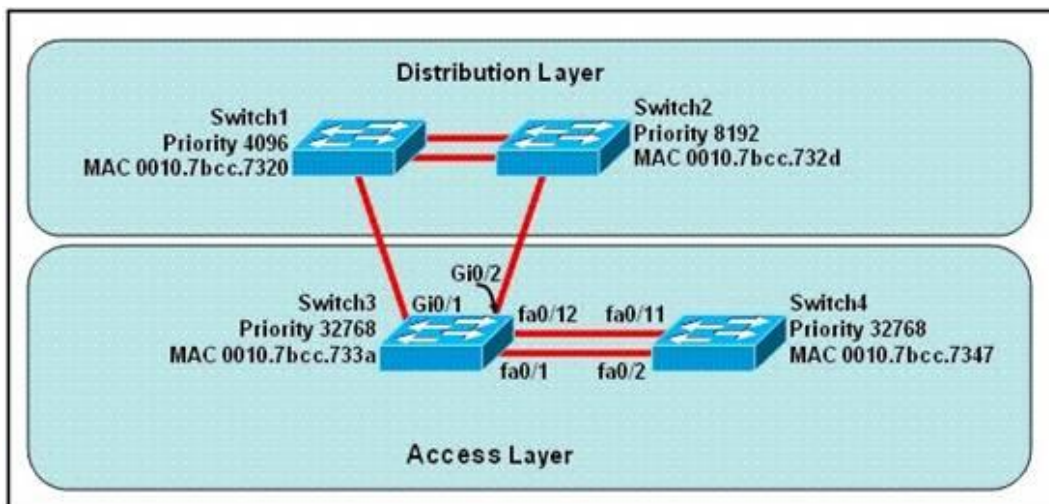 Distribution Layer
Switch1
Priority 4096
MAC 0010.7bcc.7320
Switch2
Priority 8192
MAC 0010.7bcc.732d
Gi0/2
Switch3
Priority 32768
MAC 0010.7bcc.733a
Gi0/1
fa0/12
fa0/11
fa0/1
fa0/2
Switch4
Priority 32768
MAC 0010.7bcc.7347
Access Layer